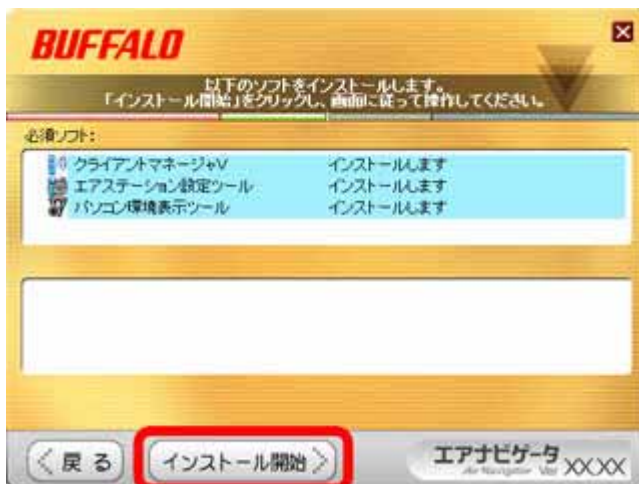 BUFFALO
以下のソフトをインストールします。
「インストール開始」をクリックし、画面に従って操作してください。
必須ソフト:
クライアントマネージャV インストールします
エアステーション設定ツール インストールします
パソコン環境表示ツール インストールします
戻る
インストール開始
エアナビゲータ
Air Navigator Ver XX.XX